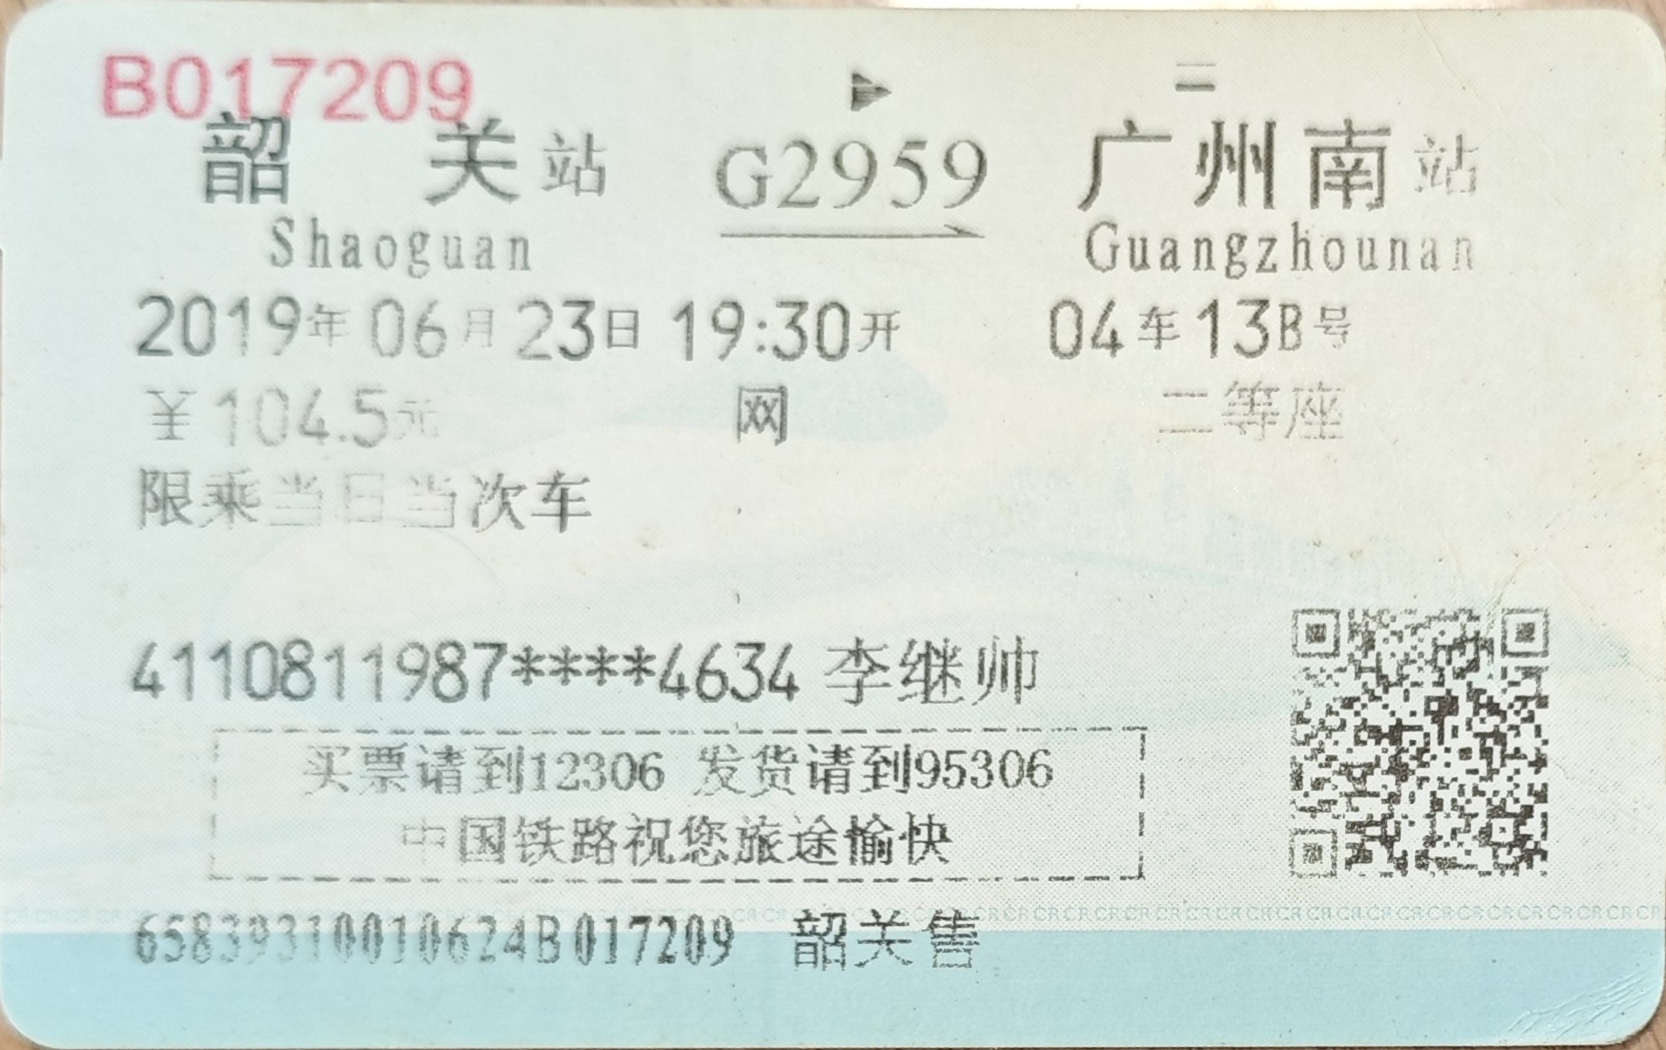 B017209
韶关站 G2959 广州南站
Shaoguan Guangzhounan
2019年06月23日 19:30开 04车13B号
￥104.5元 网 二等座
限乘当日当次车
4110811987****4634 李继帅
买票请到12306 发货请到95306
中国铁路祝您旅途愉快
CRCRCRCRCRCRCRCRCRCRCRCRCR
65839310010624B017209 韶关售